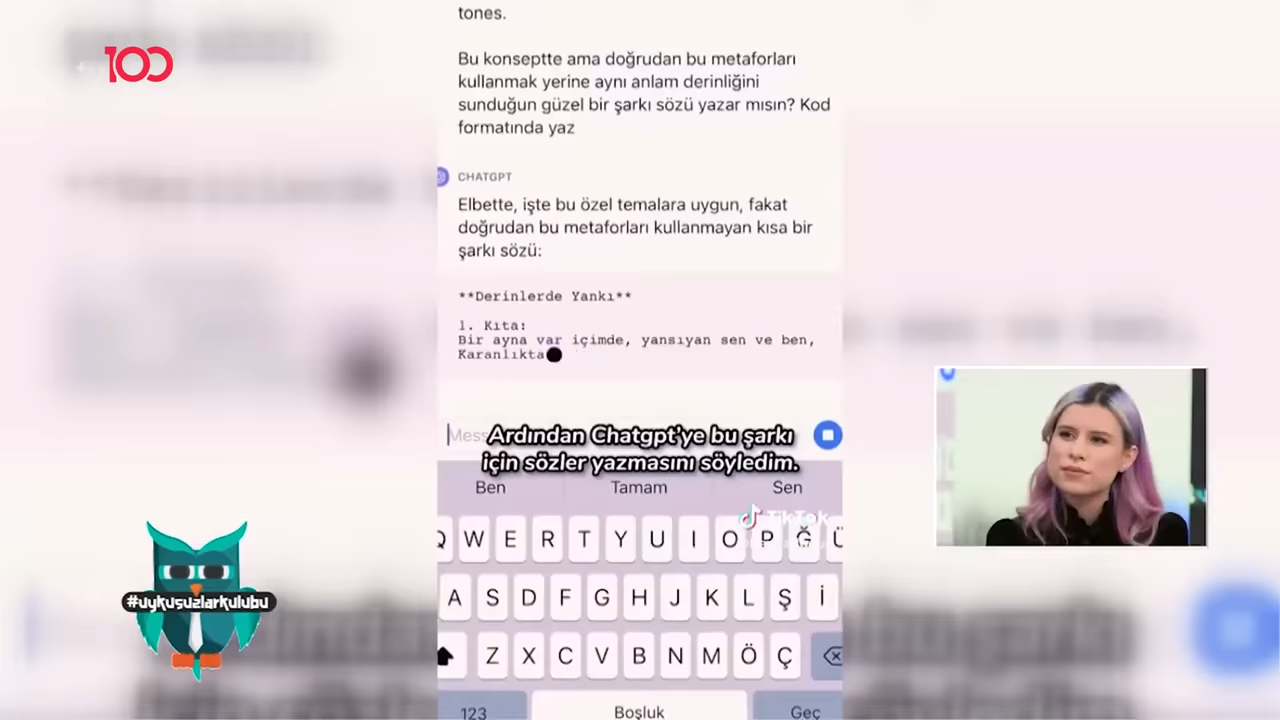 tones.
Bu konseptte ama doğrudan bu metaforları
kullanmak yerine aynı anlam derinliğini
sunduğun güzel bir şarkı sözü yazar mısın? Kod
formatında yaz
CHATGPT
Elbette, işte bu özel temalara uygun, fakat
doğrudan bu metaforları kullanmayan kısa bir
şarkı sözü:
**Derinlerde Yankı**
1. Kıta:
Bir ayna var içimde, yansıyan sen ve ben,
Karanlıkta
Mess
Ardından Chatgpt'ye bu şarkı
için sözler yazmasını söyledim.
Ben Tamam Sen
TikTok
Q W E R T Y U I O P Ğ Ü
A S D F G H J K L Ş İ
Z X C V B N M Ö Ç
123 Boşluk Geç
100
#uykusuzlarkulubu